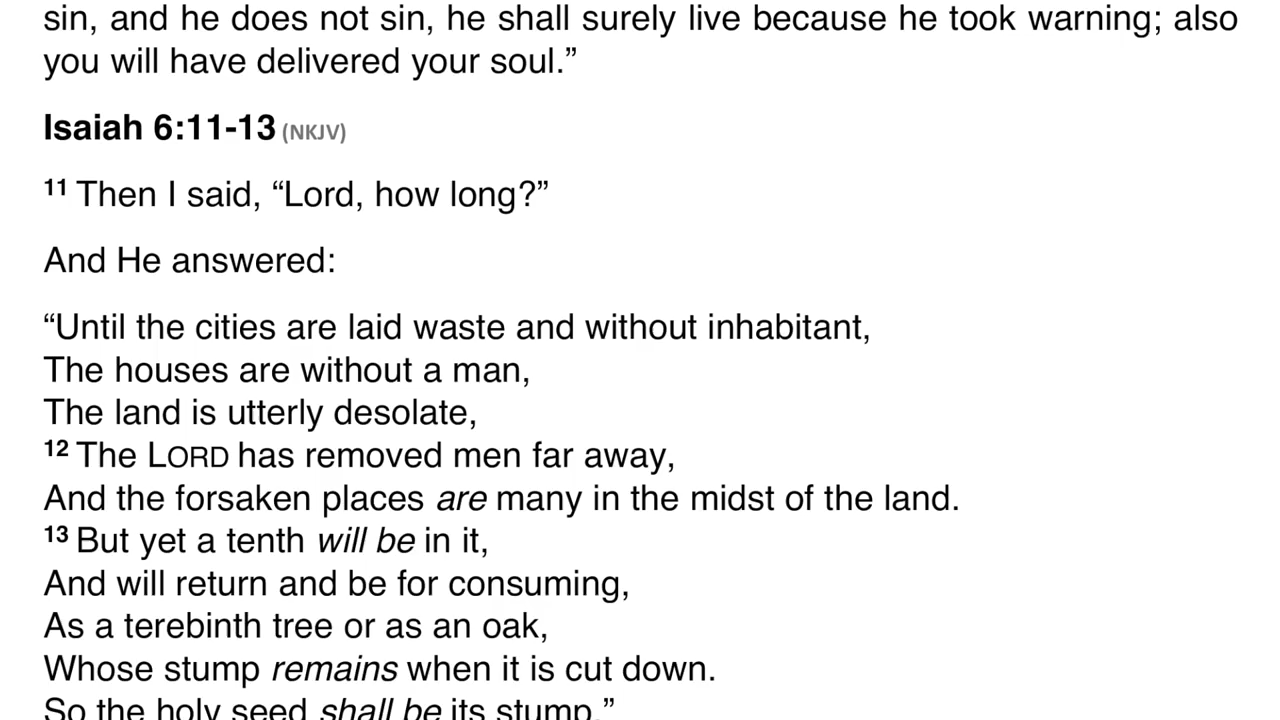 sin, and he does not sin, he shall surely live because he took warning; also
you will have delivered your soul.”
Isaiah 6:11-13 (NKJV)
11 Then I said, “Lord, how long?”
And He answered:
“Until the cities are laid waste and without inhabitant,
The houses are without a man,
The land is utterly desolate,
12 The LORD has removed men far away,
And the forsaken places are many in the midst of the land.
13 But yet a tenth will be in it,
And will return and be for consuming,
As a terebinth tree or as an oak,
Whose stump remains when it is cut down.
So the holy seed shall be its stump.”